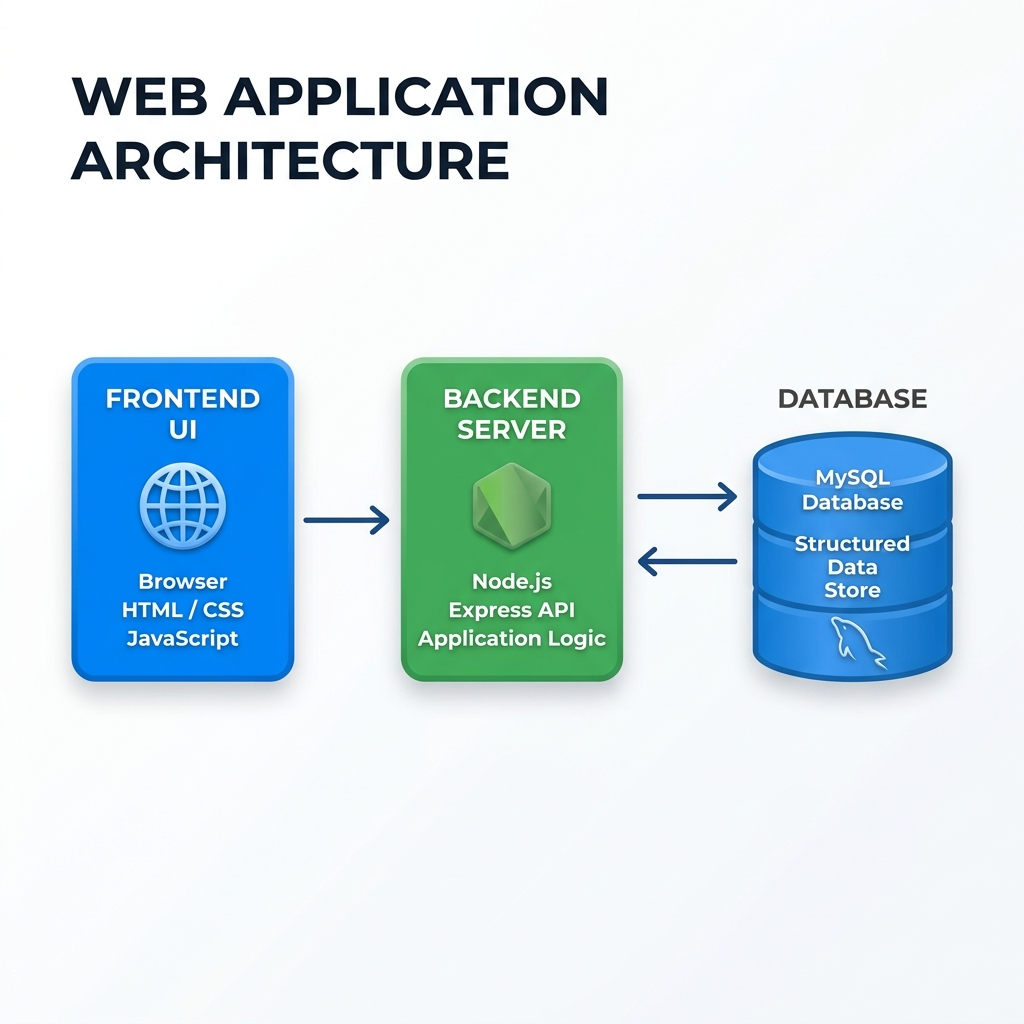 WEB APPLICATION
ARCHITECTURE
FRONTEND
UI
Browser
HTML / CSS
JavaScript
BACKEND
SERVER
Node.js
Express API
Application Logic
DATABASE
MySQL
Database
Structured
Data
Store